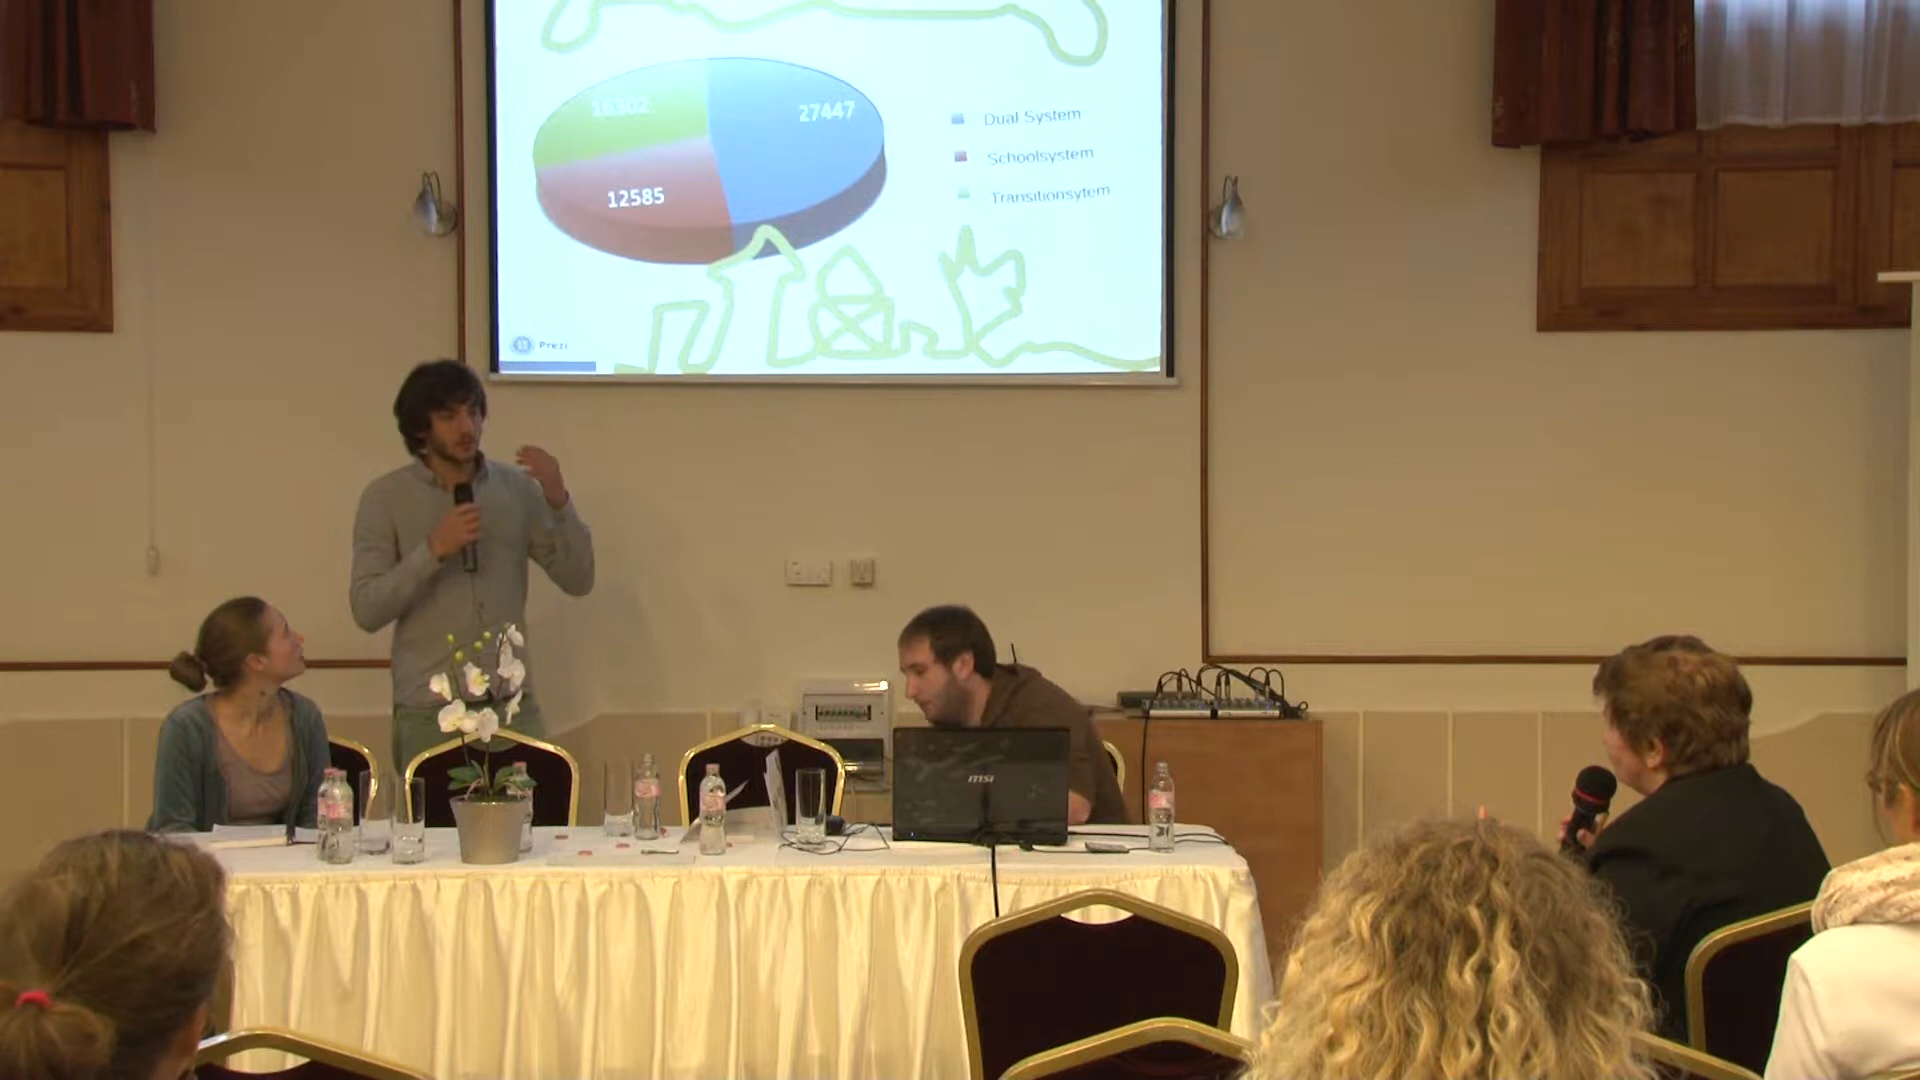 27447
12585
Dual System
Schoolsystem
Transitionsytem
Prezi
msi